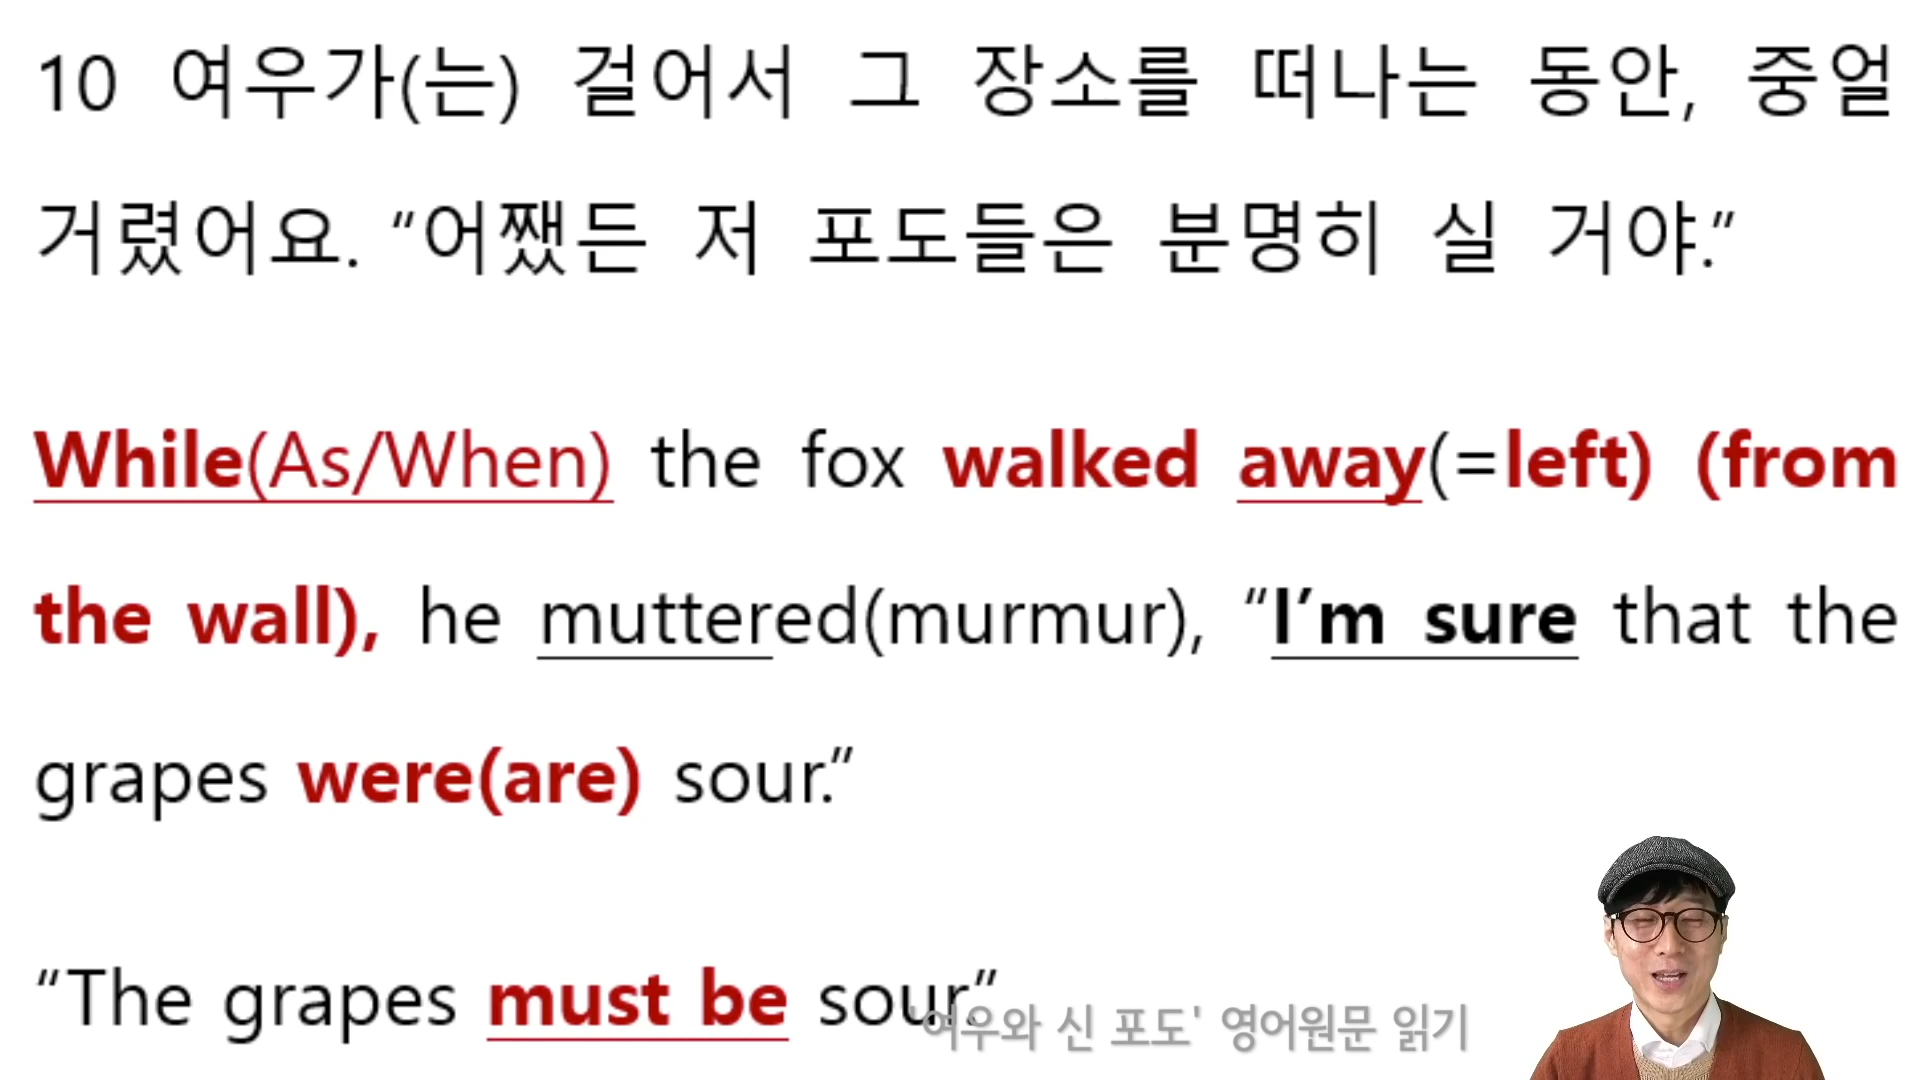 10 여우가(는) 걸어서 그 장소를 떠나는 동안, 중얼
거렸어요. “어쨌든 저 포도들은 분명히 실 거야.”
While(As/When) the fox walked away(=left) (from
the wall), he muttered(murmur), “I’m sure that the
grapes were(are) sour.”
“The grapes must be sour.”
'여우와 신 포도' 영어원문 읽기